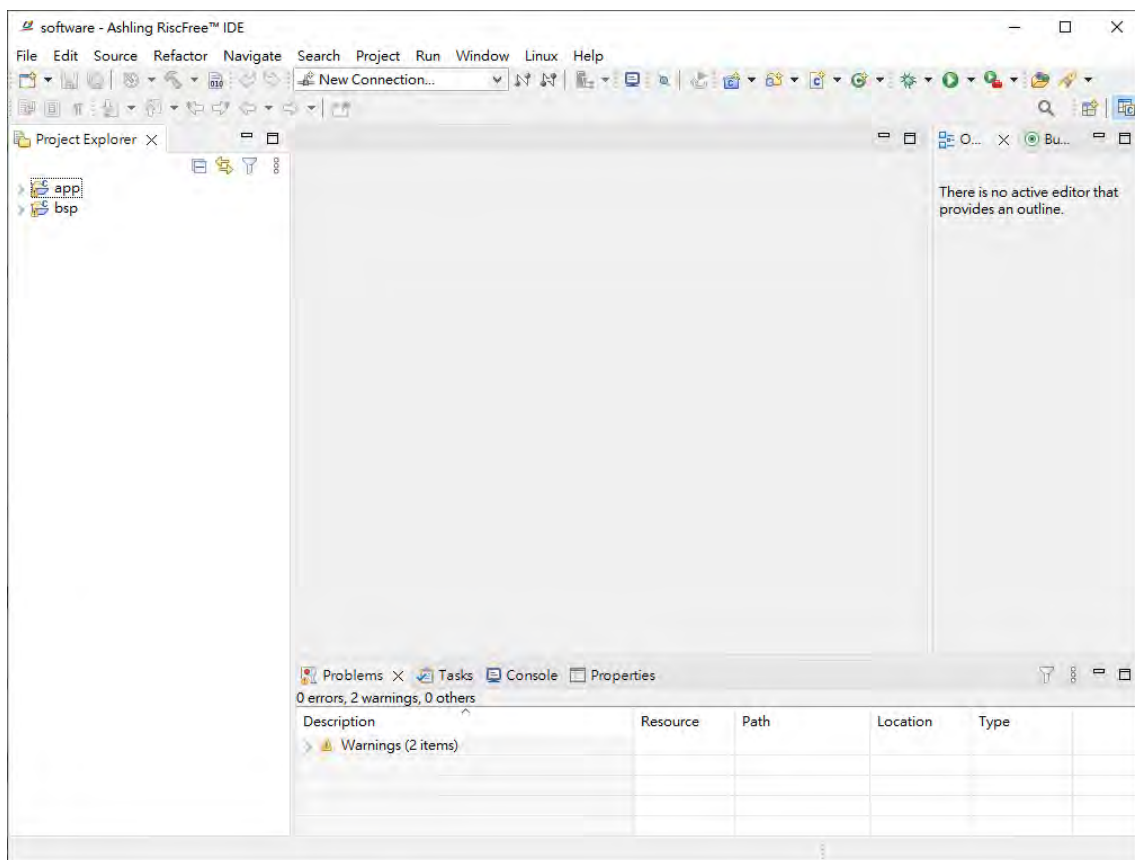 software - Ashling RiscFree™ IDE
File Edit Source Refactor Navigate Search Project Run Window Linux Help
New Connection...
Project Explorer
O... Bu...
app
bsp
There is no active editor that
provides an outline.
Problems Tasks Console Properties
0 errors, 2 warnings, 0 others
Description Resource Path Location Type
Warnings (2 items)